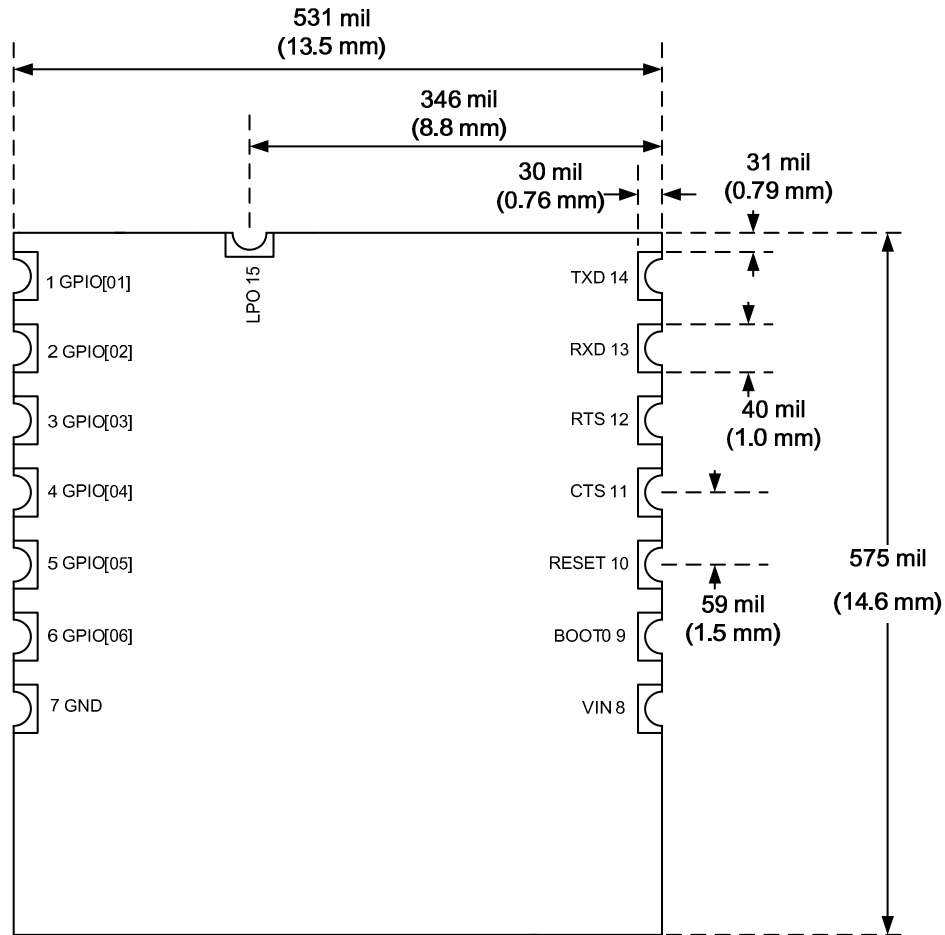 531 mil
(13.5 mm)
346 mil
(8.8 mm)
30 mil
(0.76 mm)
31 mil
(0.79 mm)
LPO 15
1 GPIO[01]
TXD 14
2 GPIO[02]
RXD 13
3 GPIO[03]
RTS 12
40 mil
(1.0 mm)
4 GPIO[04]
CTS 11
5 GPIO[05]
RESET 10
575 mil
(14.6 mm)
59 mil
(1.5 mm)
6 GPIO[06]
BOOT0 9
7 GND
VIN 8